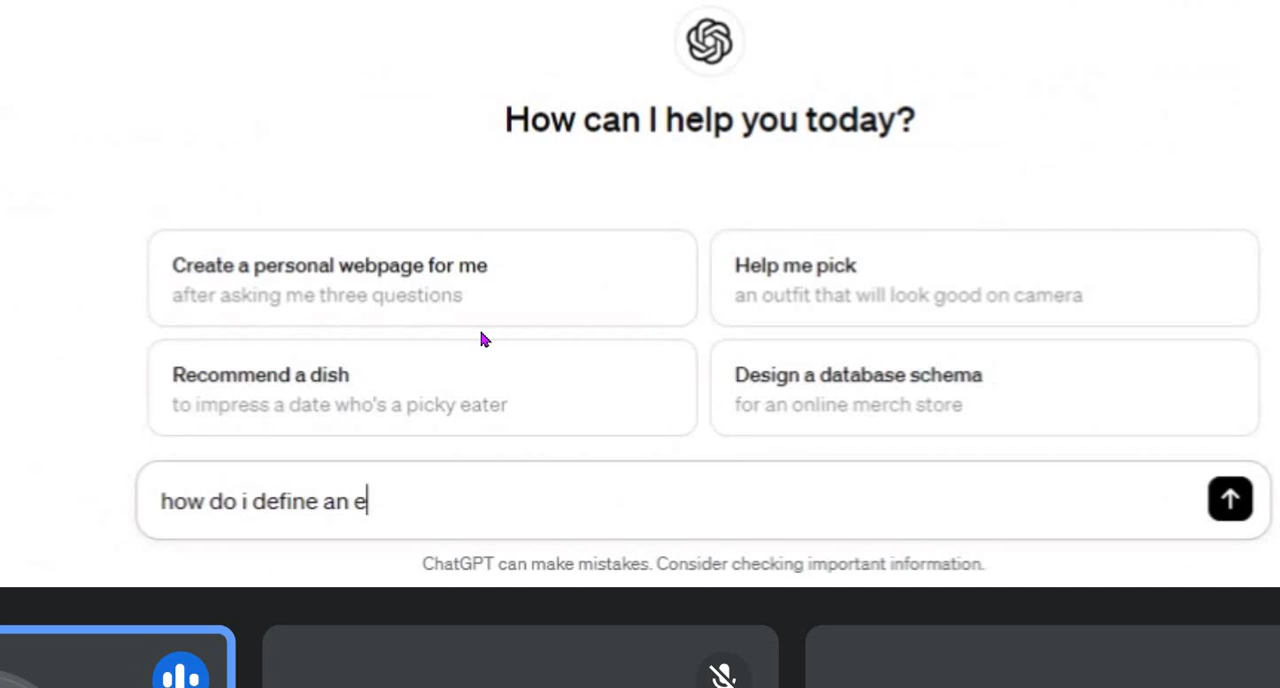 How can I help you today?
Create a personal webpage for me
after asking me three questions
Help me pick
an outfit that will look good on camera
Recommend a dish
to impress a date who's a picky eater
Design a database schema
for an online merch store
how do i define an e
ChatGPT can make mistakes. Consider checking important information.